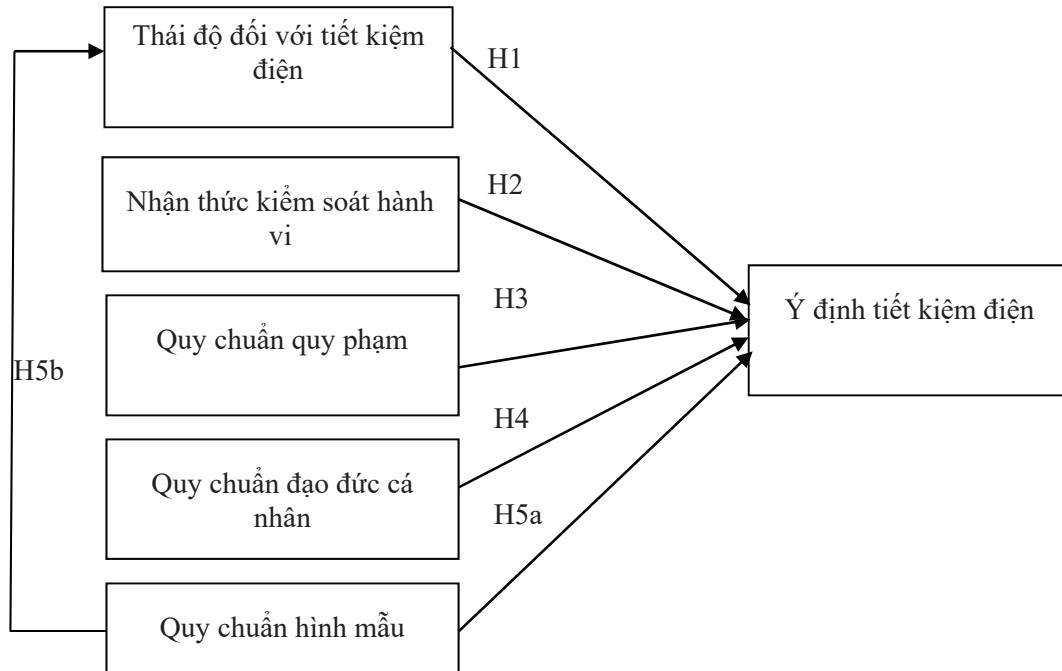 Thái độ đối với tiết kiệm
điện
H1
Nhận thức kiểm soát hành
vi
H2
Quy chuẩn quy phạm
H3
Ý định tiết kiệm điện
H5b
Quy chuẩn đạo đức cá
nhân
H4
Quy chuẩn hình mẫu
H5a